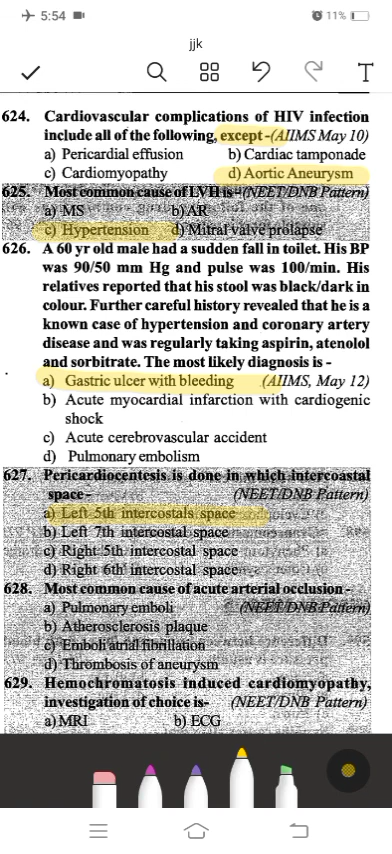 5:54 11%
jjk
T
624. Cardiovascular complications of HIV infection
include all of the following, except -(AIIMS May 10)
a) Pericardial effusion b) Cardiac tamponade
c) Cardiomyopathy d) Aortic Aneurysm
625. Most common cause of LVH is-(NEET/DNB Pattern)
a) MS b) AR
c) Hypertension d) Mitral valve prolapse
626. A 60 yr old male had a sudden fall in toilet. His BP
was 90/50 mm Hg and pulse was 100/min. His
relatives reported that his stool was black/dark in
colour. Further careful history revealed that he is a
known case of hypertension and coronary artery
disease and was regularly taking aspirin, atenolol
and sorbitrate. The most likely diagnosis is -
a) Gastric ulcer with bleeding (AIIMS, May 12)
b) Acute myocardial infarction with cardiogenic
shock
c) Acute cerebrovascular accident
d) Pulmonary embolism
627. Pericardiocentesis is done in which intercoastal
space- (NEET/DNB Pattern)
a) Left 5th intercostals space
b) Left 7th intercostal space
c) Right 5th intercostal space
d) Right 6th intercostal space
628. Most common cause of acute arterial occlusion-
a) Pulmonary emboli (NEET/DNB Pattern)
b) Atherosclerosis plaque
c) Emboli atrial fibrillation
d) Thrombosis of aneurysm
629. Hemochromatosis induced cardiomyopathy,
investigation of choice is- (NEET/DNB Pattern)
a) MRI b) ECG